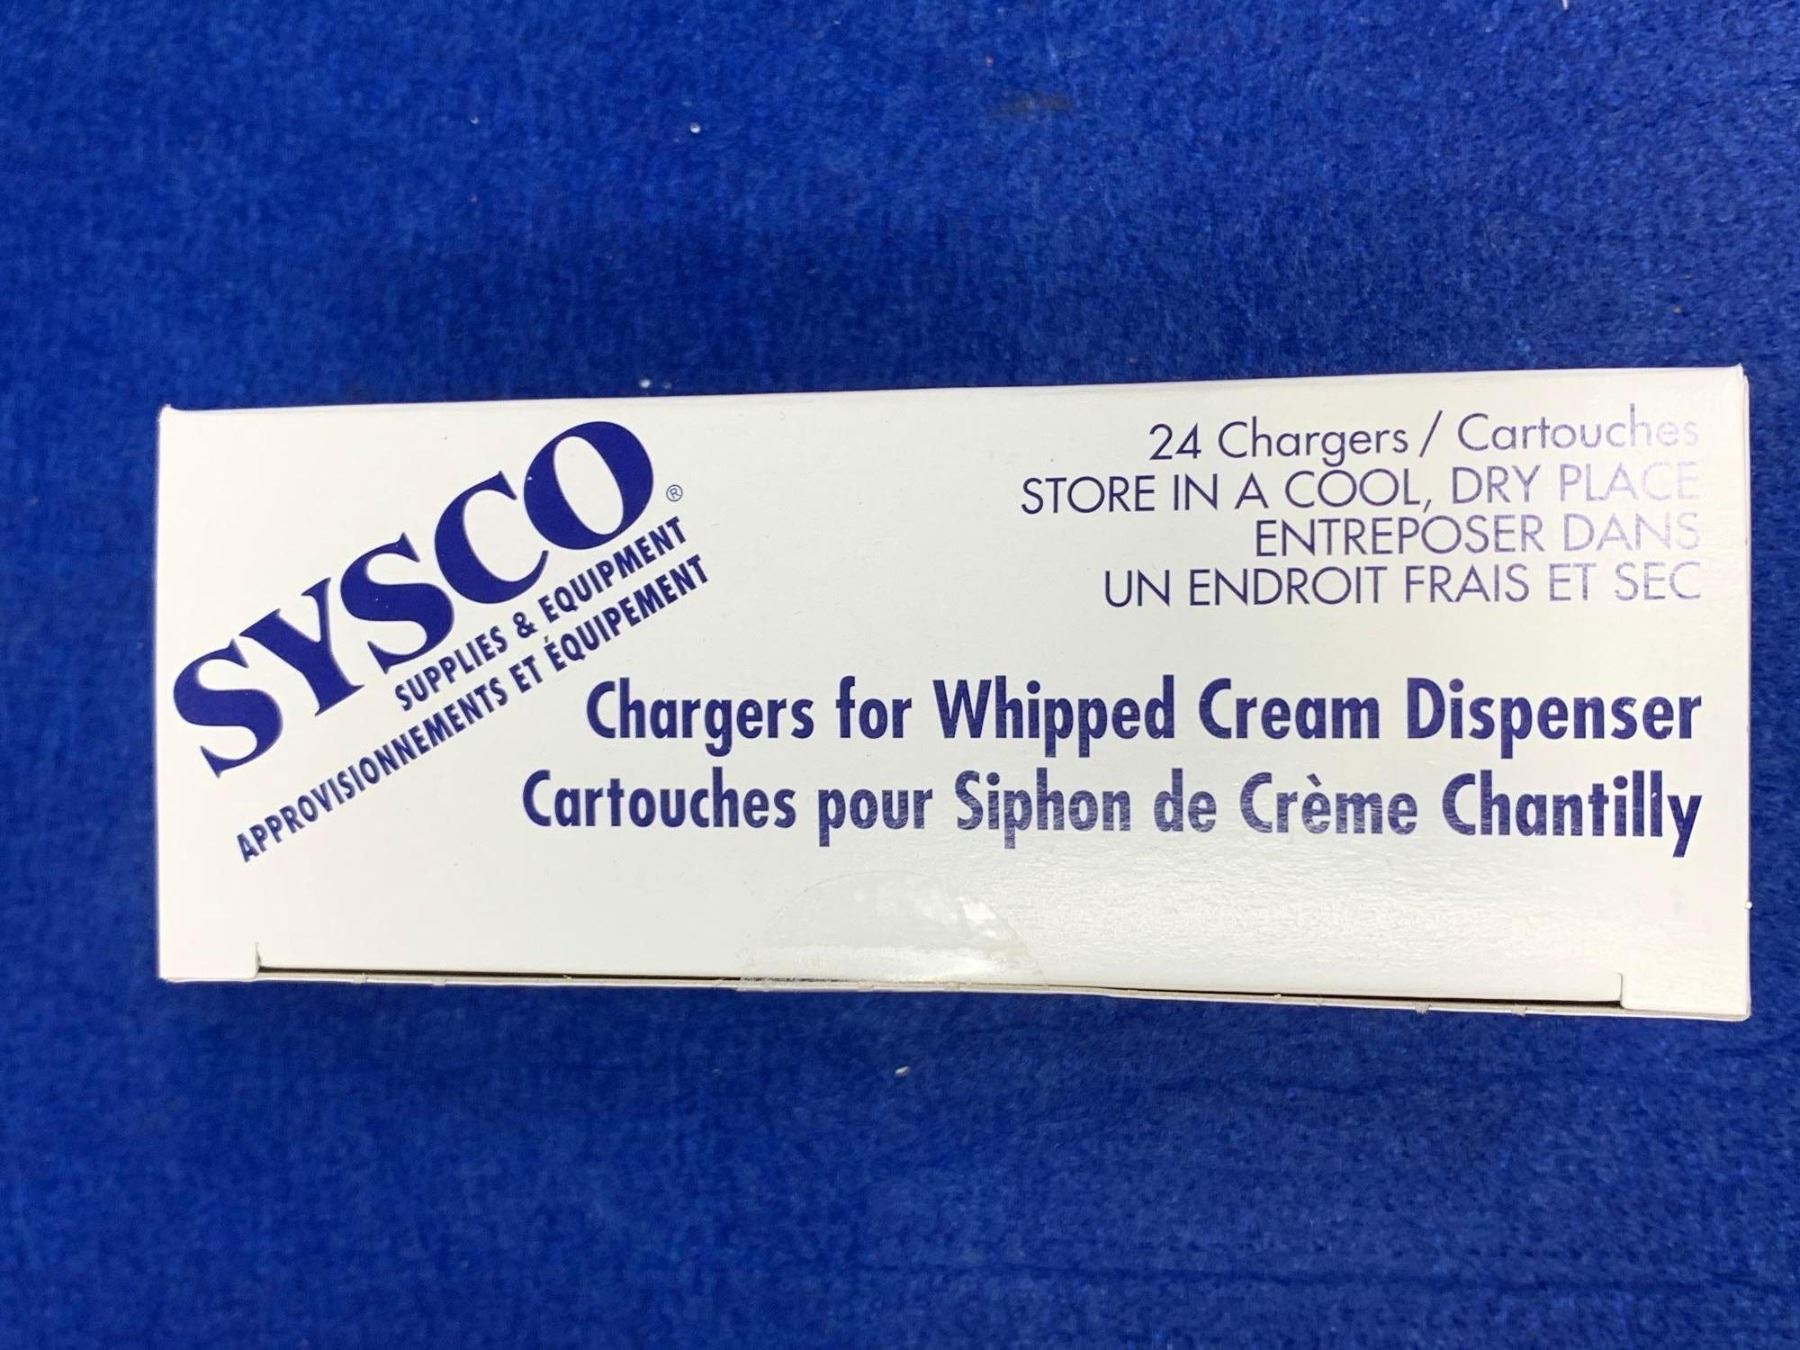 SYSCO®
SUPPLIES & EQUIPMENT
APPROVISIONNEMENTS ET ÉQUIPEMENT
24 Chargers / Cartouches
STORE IN A COOL, DRY PLACE
ENTREPOSER DANS
UN ENDROIT FRAIS ET SEC
Chargers for Whipped Cream Dispenser
Cartouches pour Siphon de Crème Chantilly